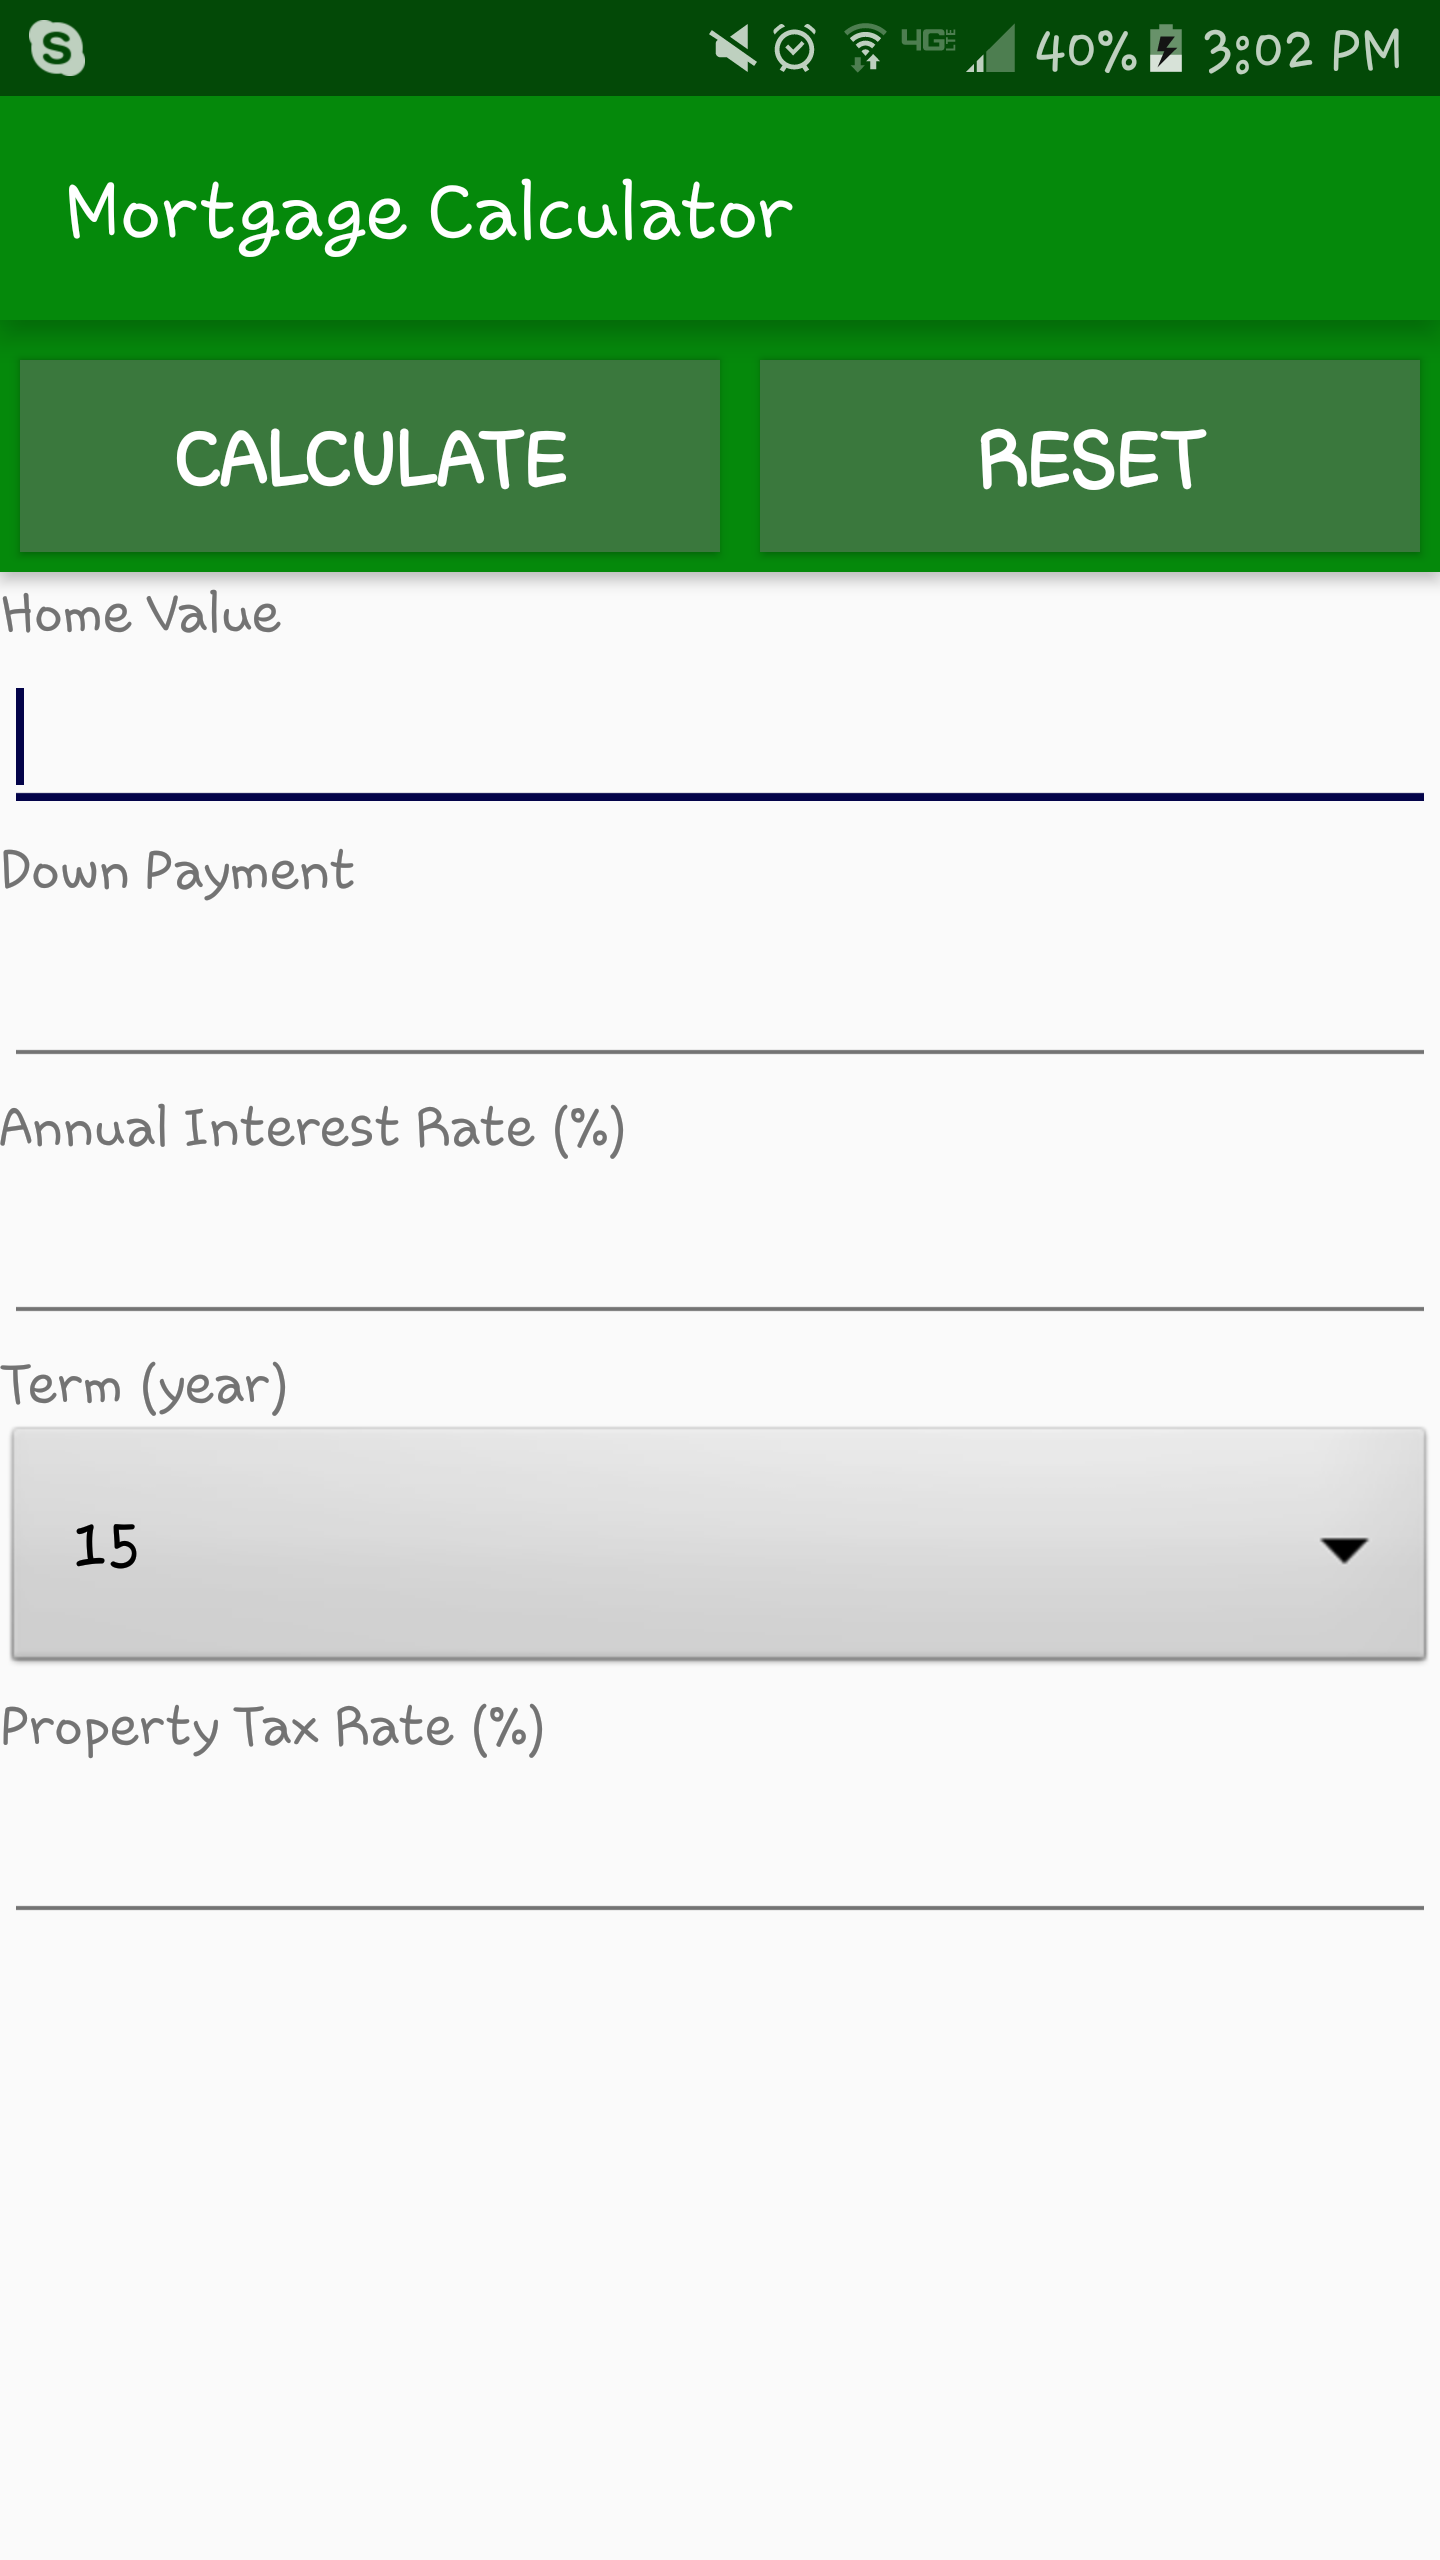 S 4G LTE 40% 3:02 PM
Mortgage Calculator
CALCULATE RESET
Home Value
Down Payment
Annual Interest Rate (%)
Term (year)
15
Property Tax Rate (%)